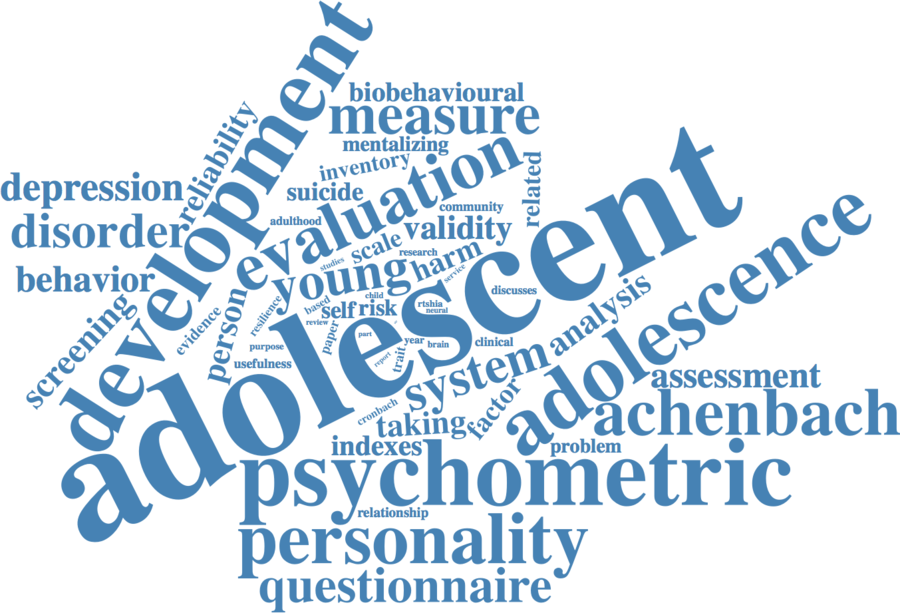 development
biobehavioural
measure
mentalizing
reliability
inventory
related
depression
suicide
evaluation
adolescent
community
adulthood
validity
disorder
scale
research
harm
studies
service
young
behavior
person
adolescence
child
discusses
based
self
risk
rtshia
neural
resilience
evidence
review
screening
paper
part
year
brain
clinical
analysis
purpose
usefulness
report
trait
system
assessment
cronbach
factor
taking
achenbach
indexes
problem
psychometric
relationship
personality
questionnaire